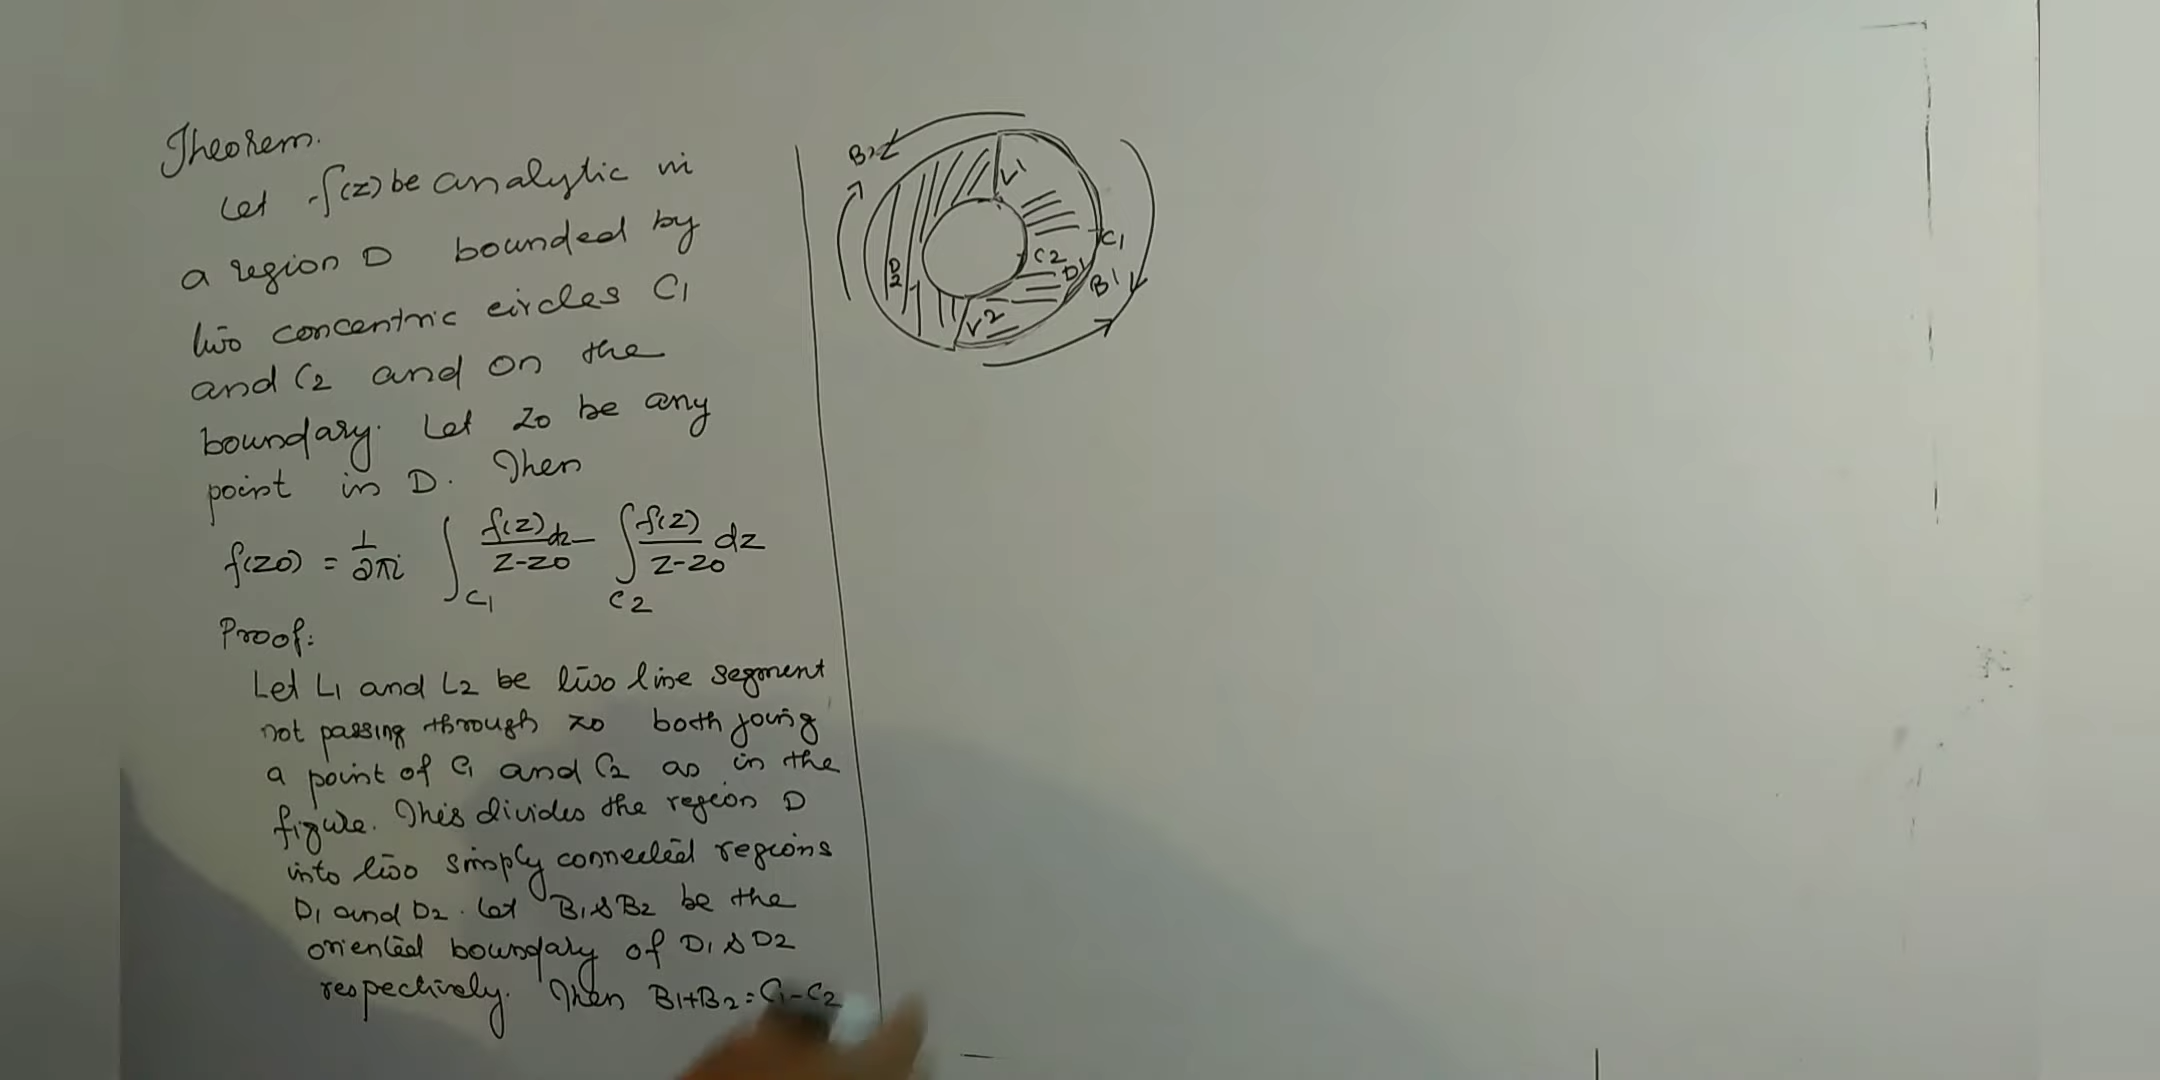 Theorem.
Let f(z) be analytic in
a region D bounded by
two concentric circles C1
and C2 and on the
boundary. Let z0 be any
point in D. Then
f(z0) = 1/2πi ∫C1 f(z)/z-z0 dz - ∫C2 f(z)/z-z0 dz
Proof:
Let L1 and L2 be two line segment
not passing through z0 both joing
a point of C1 and C2 as in the
figure. This divides the region D
into two simply connected regions
D1 and D2. Let B1 & B2 be the
oriented boundary of D1 & D2
respectively. Then B1+B2=C1-C2
B2
L1
C1
C2
D1
B1
D2
L2